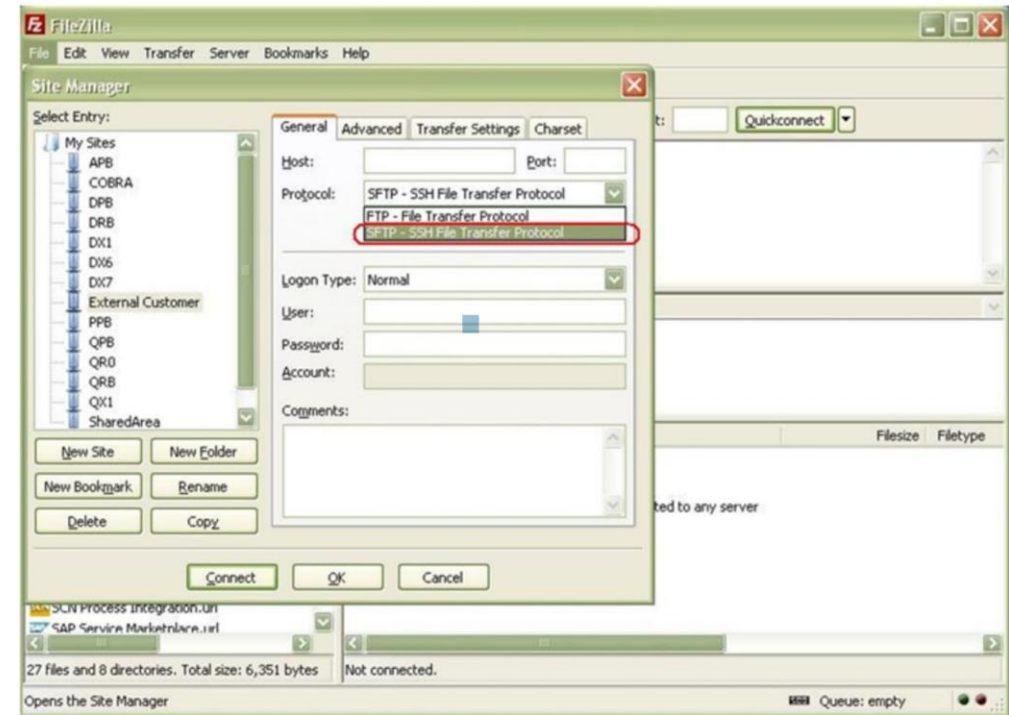 FileZilla
File Edit View Transfer Server Bookmarks Help
Site Manager
Select Entry:
My Sites
APB
COBRA
DPB
DRB
DX1
DX6
DX7
External Customer
PPB
QPB
QR0
QRB
QX1
SharedArea
New Site New Folder
New Bookmark Rename
Delete Copy
General Advanced Transfer Settings Charset
Host: Port:
Protocol: SFTP - SSH File Transfer Protocol
FTP - File Transfer Protocol
SFTP - SSH File Transfer Protocol
Logon Type: Normal
User:
Password:
Account:
Comments:
Connect OK Cancel
t: Quickconnect
Filesize Filetype
ted to any server
SCN Process Integration.url
SAP Service Marketplace.url
27 files and 8 directories. Total size: 6,351 bytes
Not connected.
Opens the Site Manager
Queue: empty